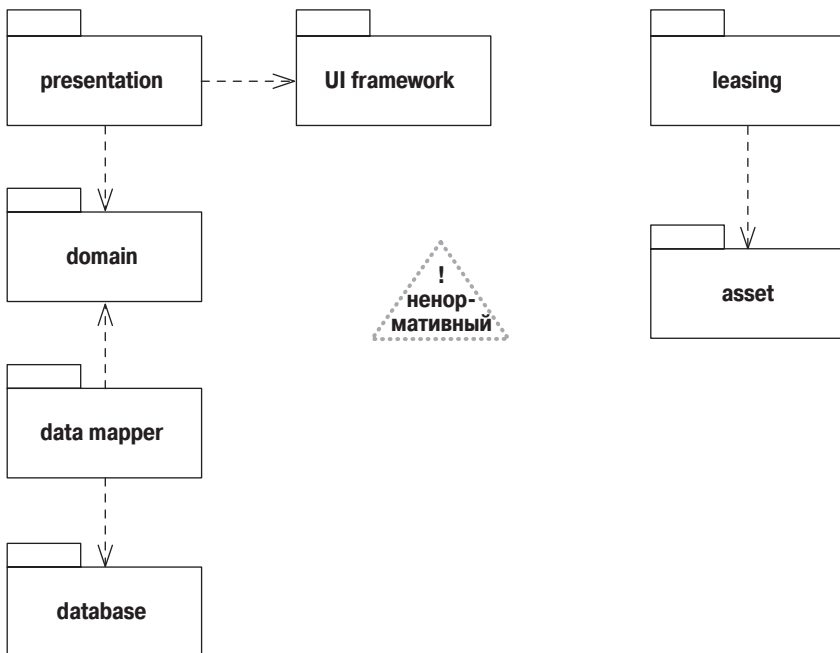 presentation
UI framework
leasing
domain
!
ненор-
мативный
asset
data mapper
database